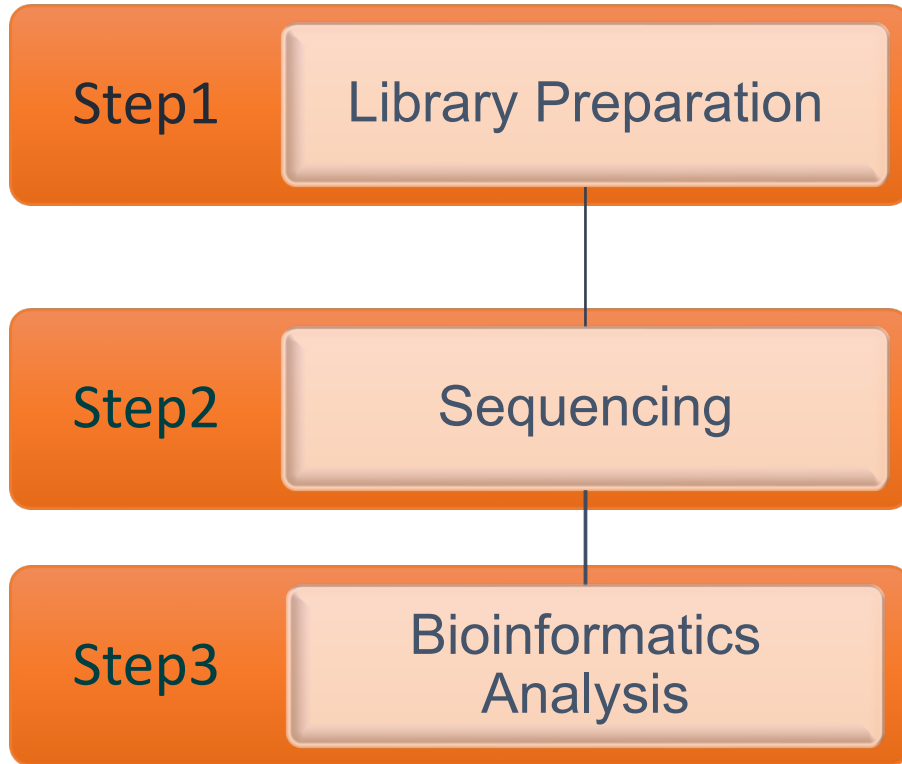 Step1
Library Preparation
Step2
Sequencing
Step3
Bioinformatics
Analysis